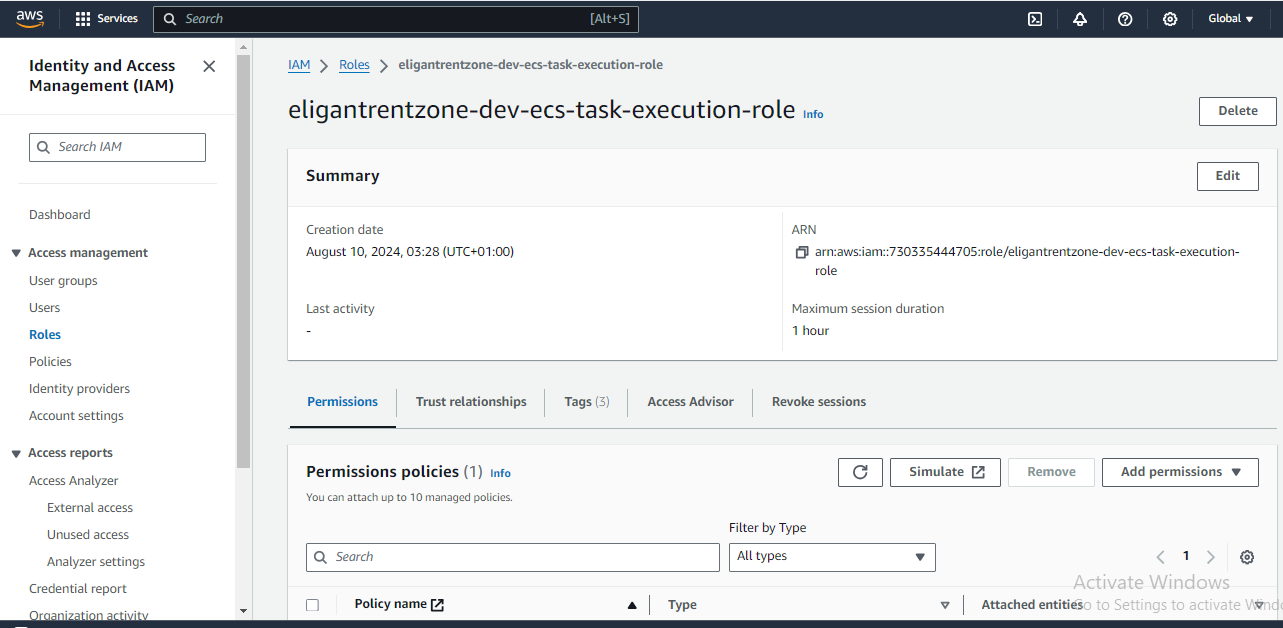 aws Services Search [Alt+S] Global ▼
Identity and Access
Management (IAM)
Search IAM
Dashboard
Access management
User groups
Users
Roles
Policies
Identity providers
Account settings
Access reports
Access Analyzer
External access
Unused access
Analyzer settings
Credential report
Organization activity
IAM > Roles > eligantrentzone-dev-ecs-task-execution-role
eligantrentzone-dev-ecs-task-execution-role Info
Delete
Summary
Edit
Creation date
August 10, 2024, 03:28 (UTC+01:00)
ARN
arn:aws:iam::730335444705:role/eligantrentzone-dev-ecs-task-execution-
role
Last activity
-
Maximum session duration
1 hour
Permissions Trust relationships Tags (3) Access Advisor Revoke sessions
Permissions policies (1) Info
You can attach up to 10 managed policies.
Simulate Remove Add permissions
Filter by Type
Search All types 1
Policy name Type Attached entities
Activate Windows
Go to Settings to activate Windo